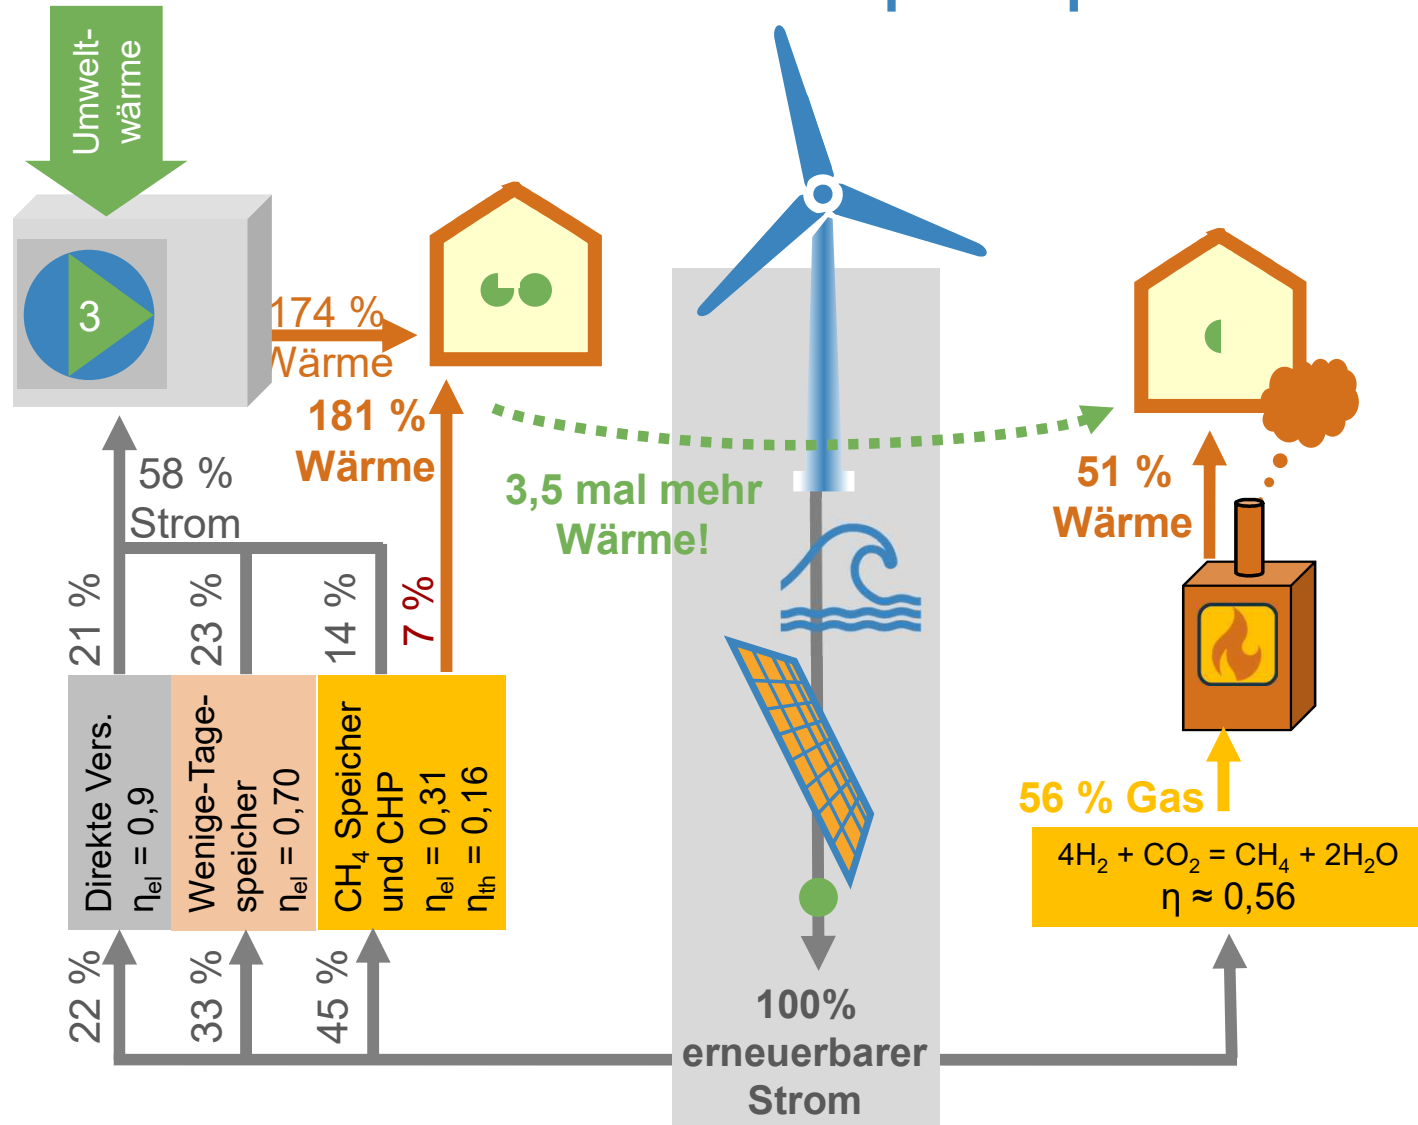 Umwelt-
wärme
3
174 %
Wärme
181 %
Wärme
58 %
Strom
21 %
23 %
14 %
7 %
Direkte Vers.
ηel = 0,9
Wenige-Tage-
speicher
ηel = 0,70
CH4 Speicher
und CHP
ηel = 0,31
ηth = 0,16
22 %
33 %
45 %
3,5 mal mehr
Wärme!
100%
erneuerbarer
Strom
51 %
Wärme
56 % Gas
4H2 + CO2 = CH4 + 2H2O
η ≈ 0,56